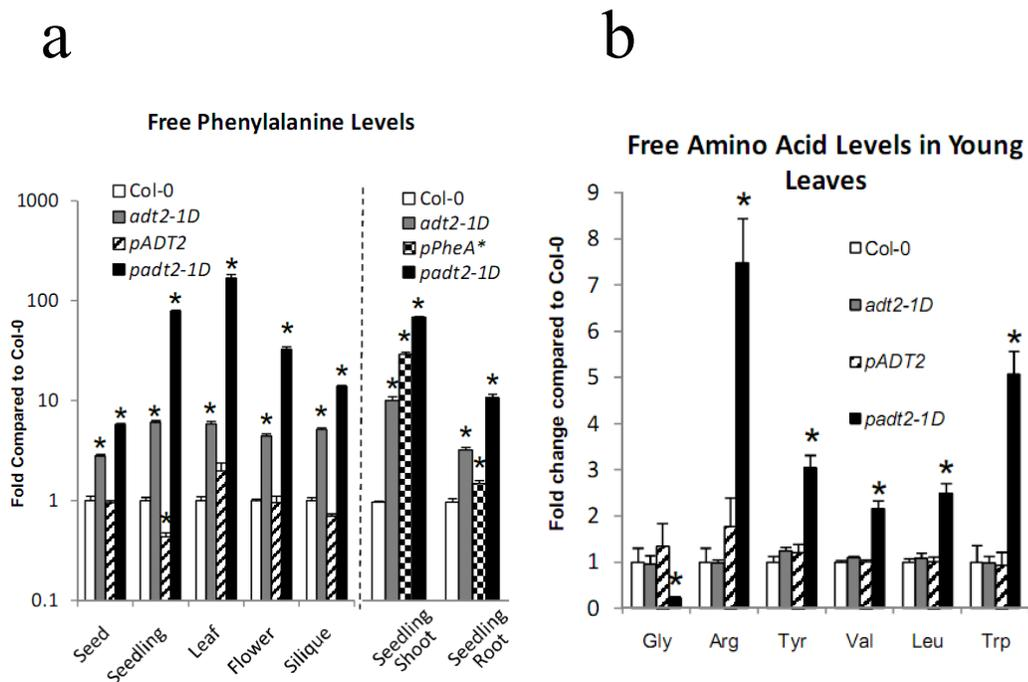 a
Free Phenylalanine Levels
Fold Compared to Col-0
1000
100
10
1
0.1
Col-0
adt2-1D
pADT2
padt2-1D
Col-0
adt2-1D
pPheA*
padt2-1D
* * * * * * * * * * *
* * * * * *
Seed
Seedling
Leaf
Flower
Silique
Seedling
Shoot
Seedling
Root
b
Free Amino Acid Levels in Young
Leaves
Fold change compared to Col-0
9
8
7
6
5
4
3
2
1
0
Col-0
adt2-1D
pADT2
padt2-1D
* * * * * *
Gly
Arg
Tyr
Val
Leu
Trp